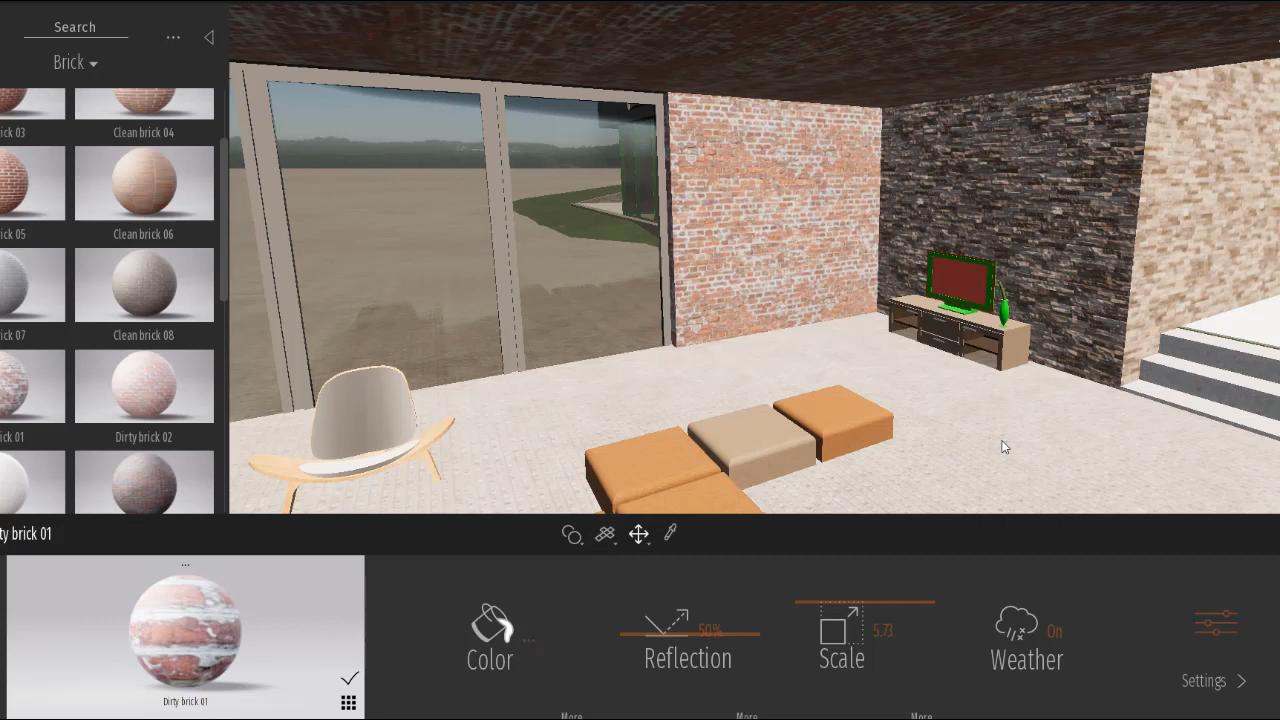 Search
...
Brick
ick 03
Clean brick 04
ick 05
Clean brick 06
ick 07
Clean brick 08
ick 01
Dirty brick 02
ty brick 01
...
Dirty brick 01
Color
...
50%
Reflection
5.73
Scale
On
Weather
Settings
More
More
More